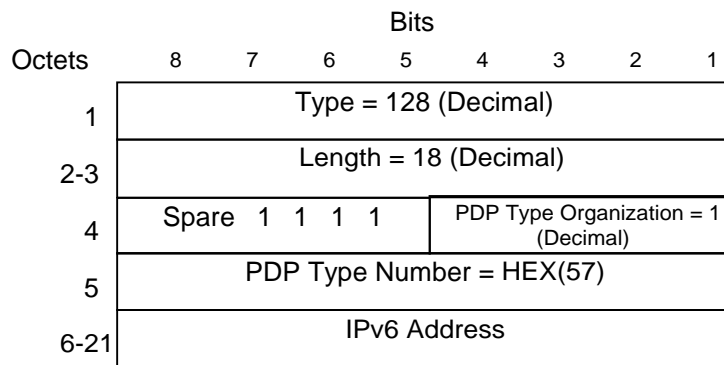 Bits
Octets 8 7 6 5 4 3 2 1
1 Type = 128 (Decimal)
2-3 Length = 18 (Decimal)
4 Spare 1 1 1 1 PDP Type Organization = 1
(Decimal)
5 PDP Type Number = HEX(57)
6-21 IPv6 Address